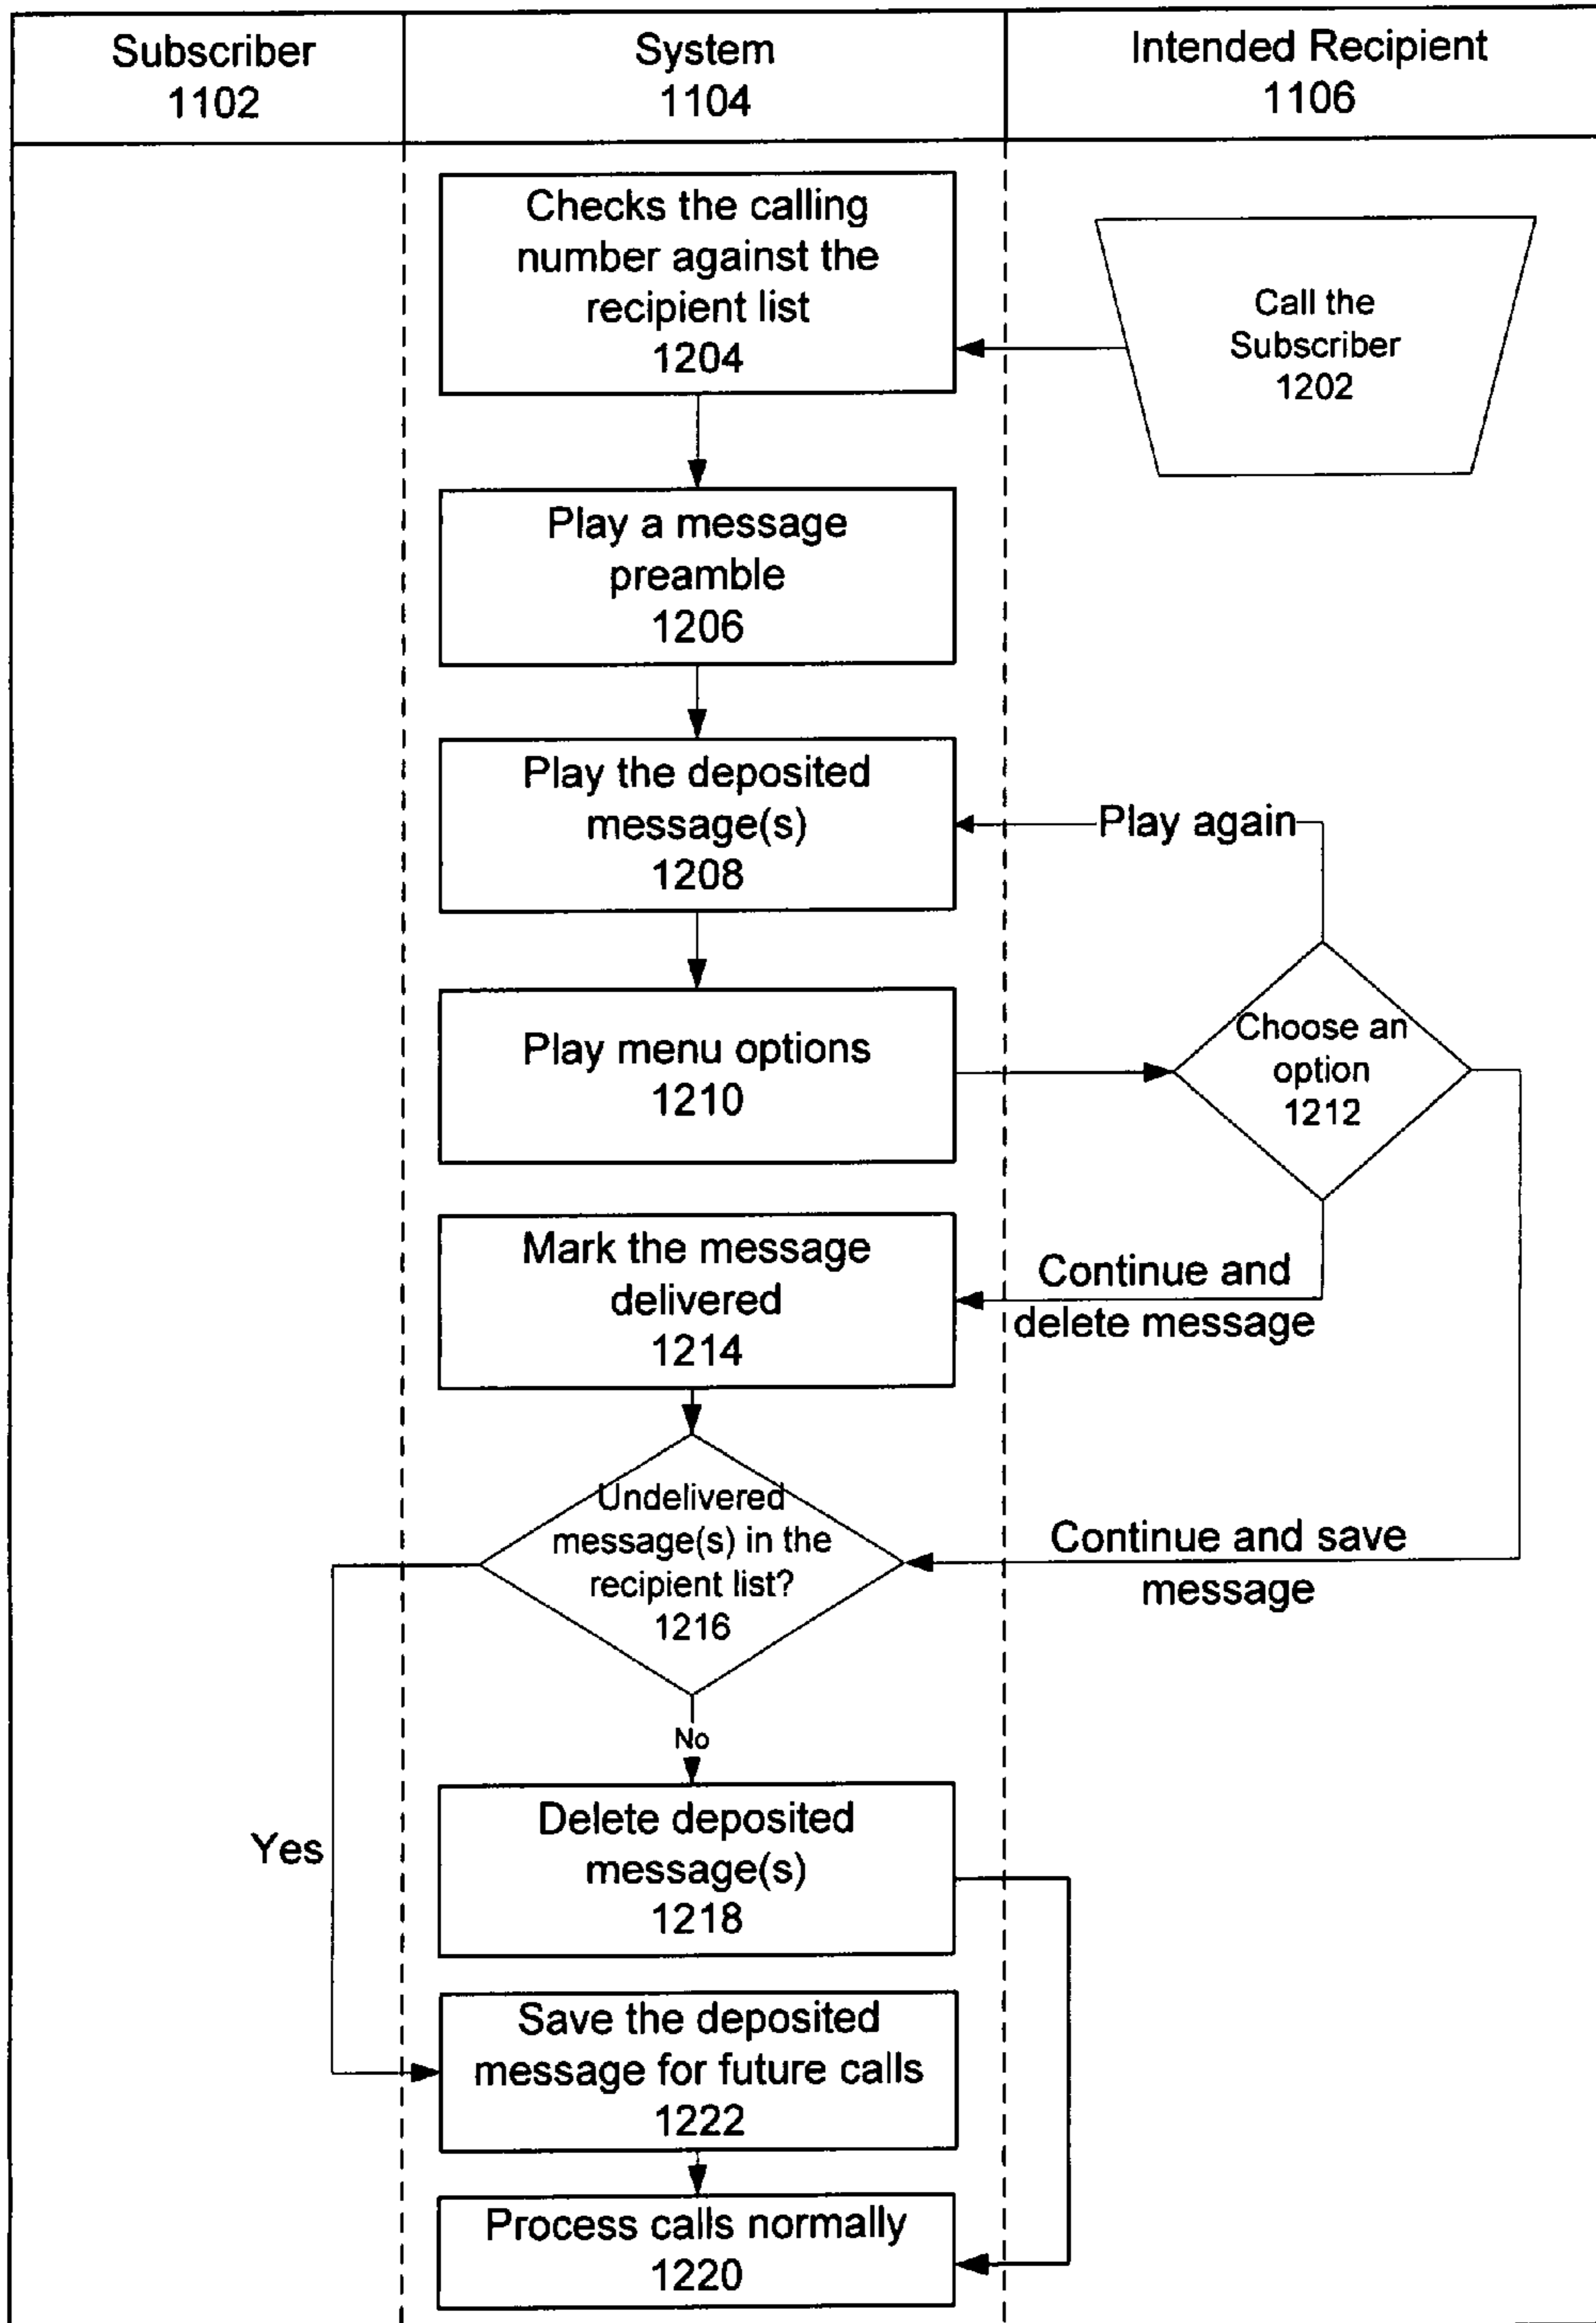 Subscriber
1102
System
1104
Intended Recipient
1106
Checks the calling
number against the
recipient list
1204
Call the
Subscriber
1202
Play a message
preamble
1206
Play the deposited
message(s)
1208
Play again
Play menu options
1210
Choose an
option
1212
Mark the message
delivered
1214
Continue and
delete message
Undelivered
message(s) in the
recipient list?
1216
Continue and save
message
No
Yes
Delete deposited
message(s)
1218
Save the deposited
message for future calls
1222
Process calls normally
1220